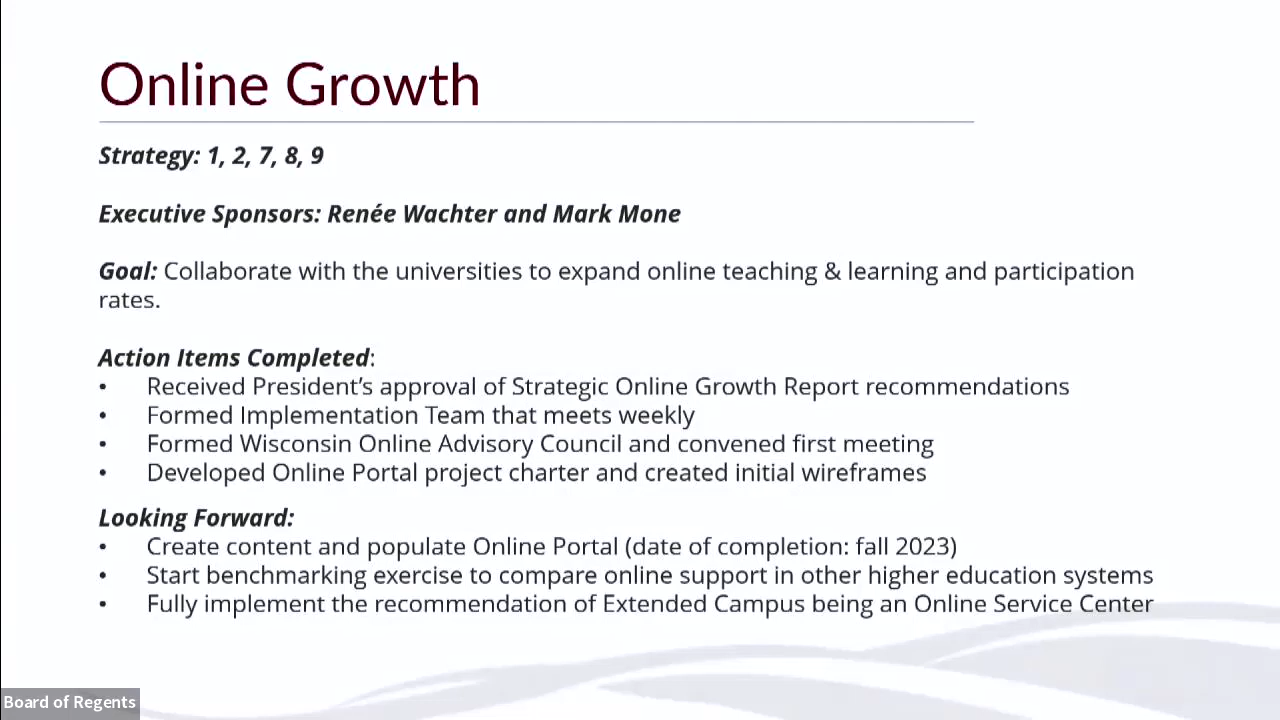 Online Growth
Strategy: 1, 2, 7, 8, 9
Executive Sponsors: Renée Wachter and Mark Mone
Goal: Collaborate with the universities to expand online teaching & learning and participation
rates.
Action Items Completed:
• Received President’s approval of Strategic Online Growth Report recommendations
• Formed Implementation Team that meets weekly
• Formed Wisconsin Online Advisory Council and convened first meeting
• Developed Online Portal project charter and created initial wireframes
Looking Forward:
• Create content and populate Online Portal (date of completion: fall 2023)
• Start benchmarking exercise to compare online support in other higher education systems
• Fully implement the recommendation of Extended Campus being an Online Service Center
Board of Regents